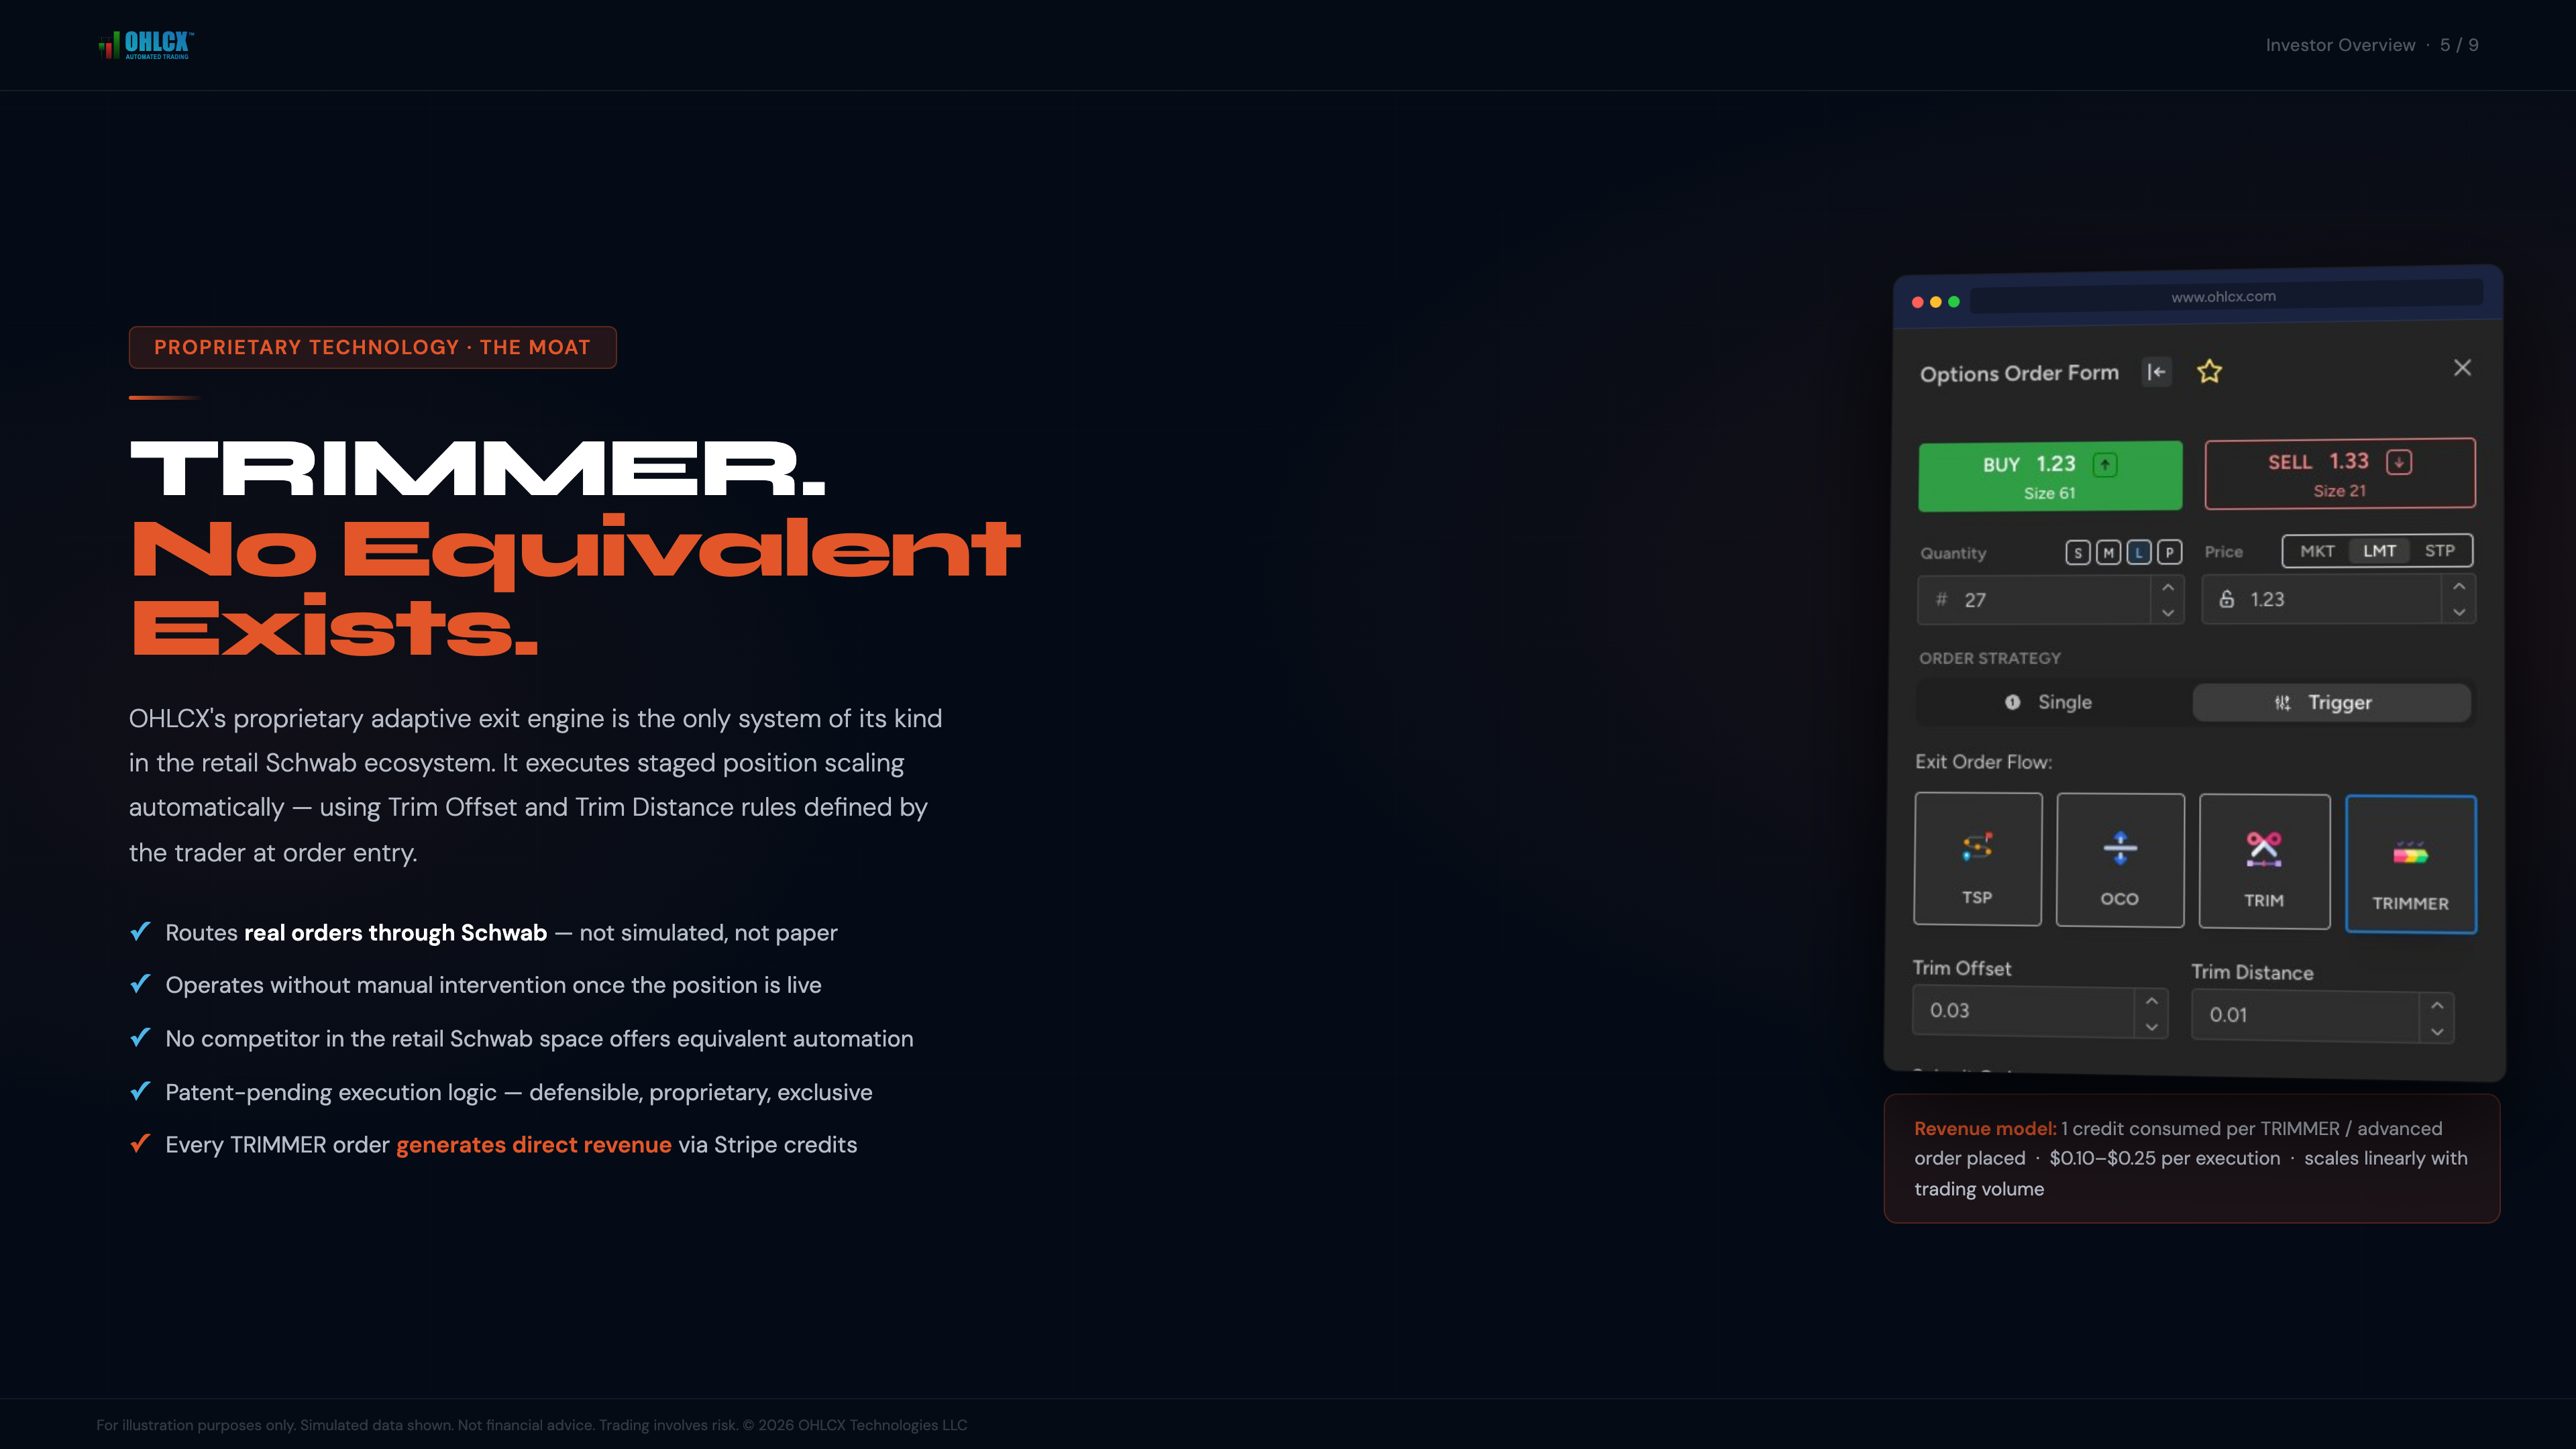 OHLCX™
AUTOMATED TRADING
Investor Overview · 5 / 9
PROPRIETARY TECHNOLOGY · THE MOAT
TRIMMER.
No Equivalent
Exists.
OHLCX's proprietary adaptive exit engine is the only system of its kind
in the retail Schwab ecosystem. It executes staged position scaling
automatically — using Trim Offset and Trim Distance rules defined by
the trader at order entry.
✓ Routes real orders through Schwab — not simulated, not paper
✓ Operates without manual intervention once the position is live
✓ No competitor in the retail Schwab space offers equivalent automation
✓ Patent-pending execution logic — defensible, proprietary, exclusive
✓ Every TRIMMER order generates direct revenue via Stripe credits
www.ohlcx.com
Options Order Form
BUY 1.23
Size 61
SELL 1.33
Size 21
Quantity S M L P
Price MKT LMT STP
# 27
1.23
ORDER STRATEGY
1 Single
Trigger
Exit Order Flow:
TSP
OCO
TRIM
TRIMMER
Trim Offset
Trim Distance
0.03
0.01
Revenue model: 1 credit consumed per TRIMMER / advanced
order placed · $0.10–$0.25 per execution · scales linearly with
trading volume
For illustration purposes only. Simulated data shown. Not financial advice. Trading involves risk. © 2026 OHLCX Technologies LLC